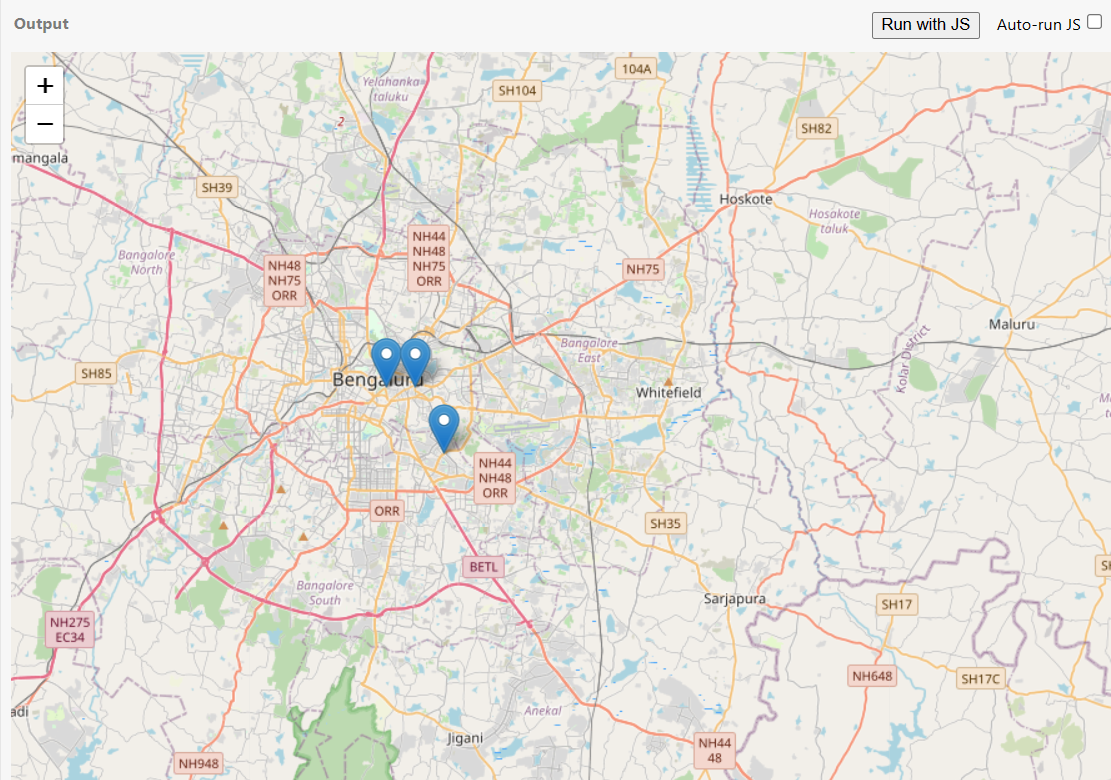 Output
Run with JS
Auto-run JS
+
−
Yelahanka
taluku
104A
SH104
2
SH82
mangala
SH39
Hoskote
Hosakote
taluk
Bangalore
North
NH44
NH48
NH75
ORR
NH48
NH75
ORR
NH75
Maluru
Bangalore
East
Kolar District
SH85
Bengaluru
Whitefield
NH44
NH48
ORR
ORR
SH35
BETL
Bangalore
South
Sarjapura
SH17
NH275
EC34
NH648
SH17C
adi
Anekal
Jigani
NH44
48
NH948